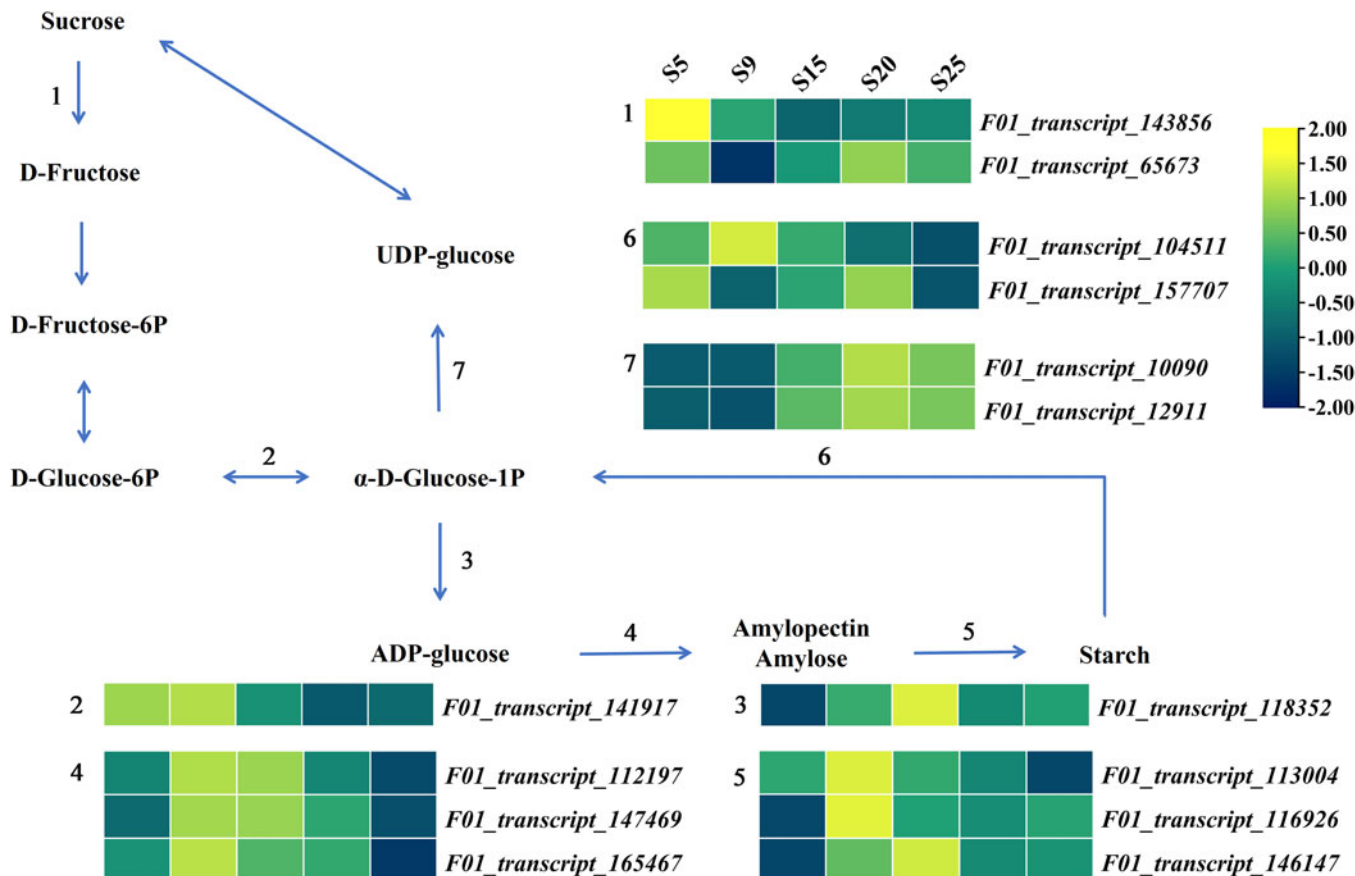 Sucrose
S5 S9 S15 S20 S25
1
1
F01_transcript_143856
2.00
1.50
1.00
0.50
0.00
-0.50
-1.00
-1.50
-2.00
F01_transcript_65673
D-Fructose
6
F01_transcript_104511
UDP-glucose
F01_transcript_157707
D-Fructose-6P
7
7
F01_transcript_10090
F01_transcript_12911
D-Glucose-6P
2
α-D-Glucose-1P
6
3
ADP-glucose
4
Amylopectin
Amylose
5
Starch
2
F01_transcript_141917
3
F01_transcript_118352
4
F01_transcript_112197
F01_transcript_147469
F01_transcript_165467
5
F01_transcript_113004
F01_transcript_116926
F01_transcript_146147